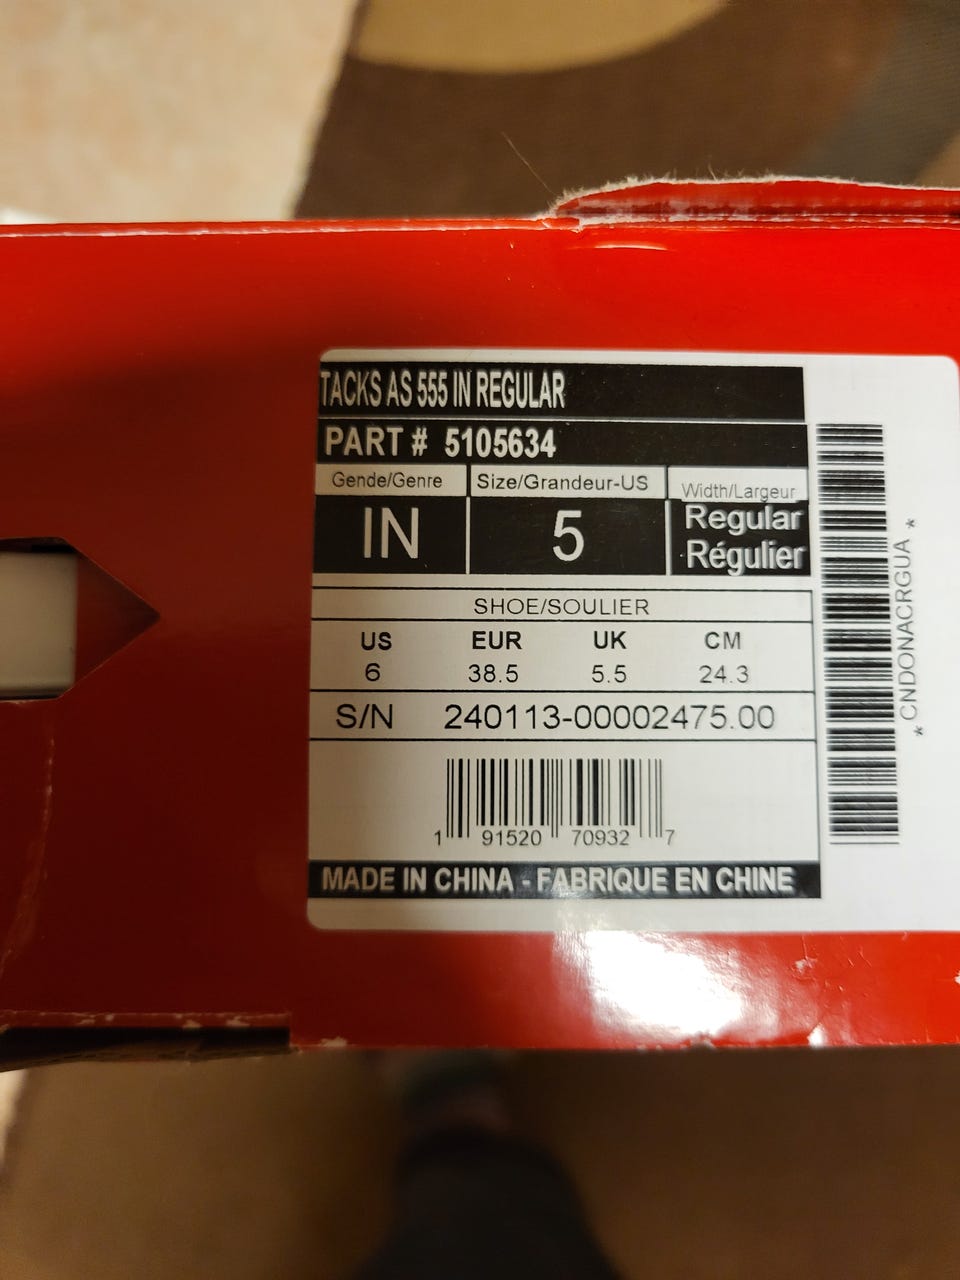 TACKS AS 555 IN REGULAR
PART # 5105634
Gende/Genre Size/Grandeur-US Width/Largeur
IN 5 Regular
Régulier
SHOE/SOULIER
US EUR UK CM
6 38.5 5.5 24.3
S/N 240113-00002475.00
1 91520 70932 7
MADE IN CHINA - FABRIQUE EN CHINE
* CNDONACRGUA *